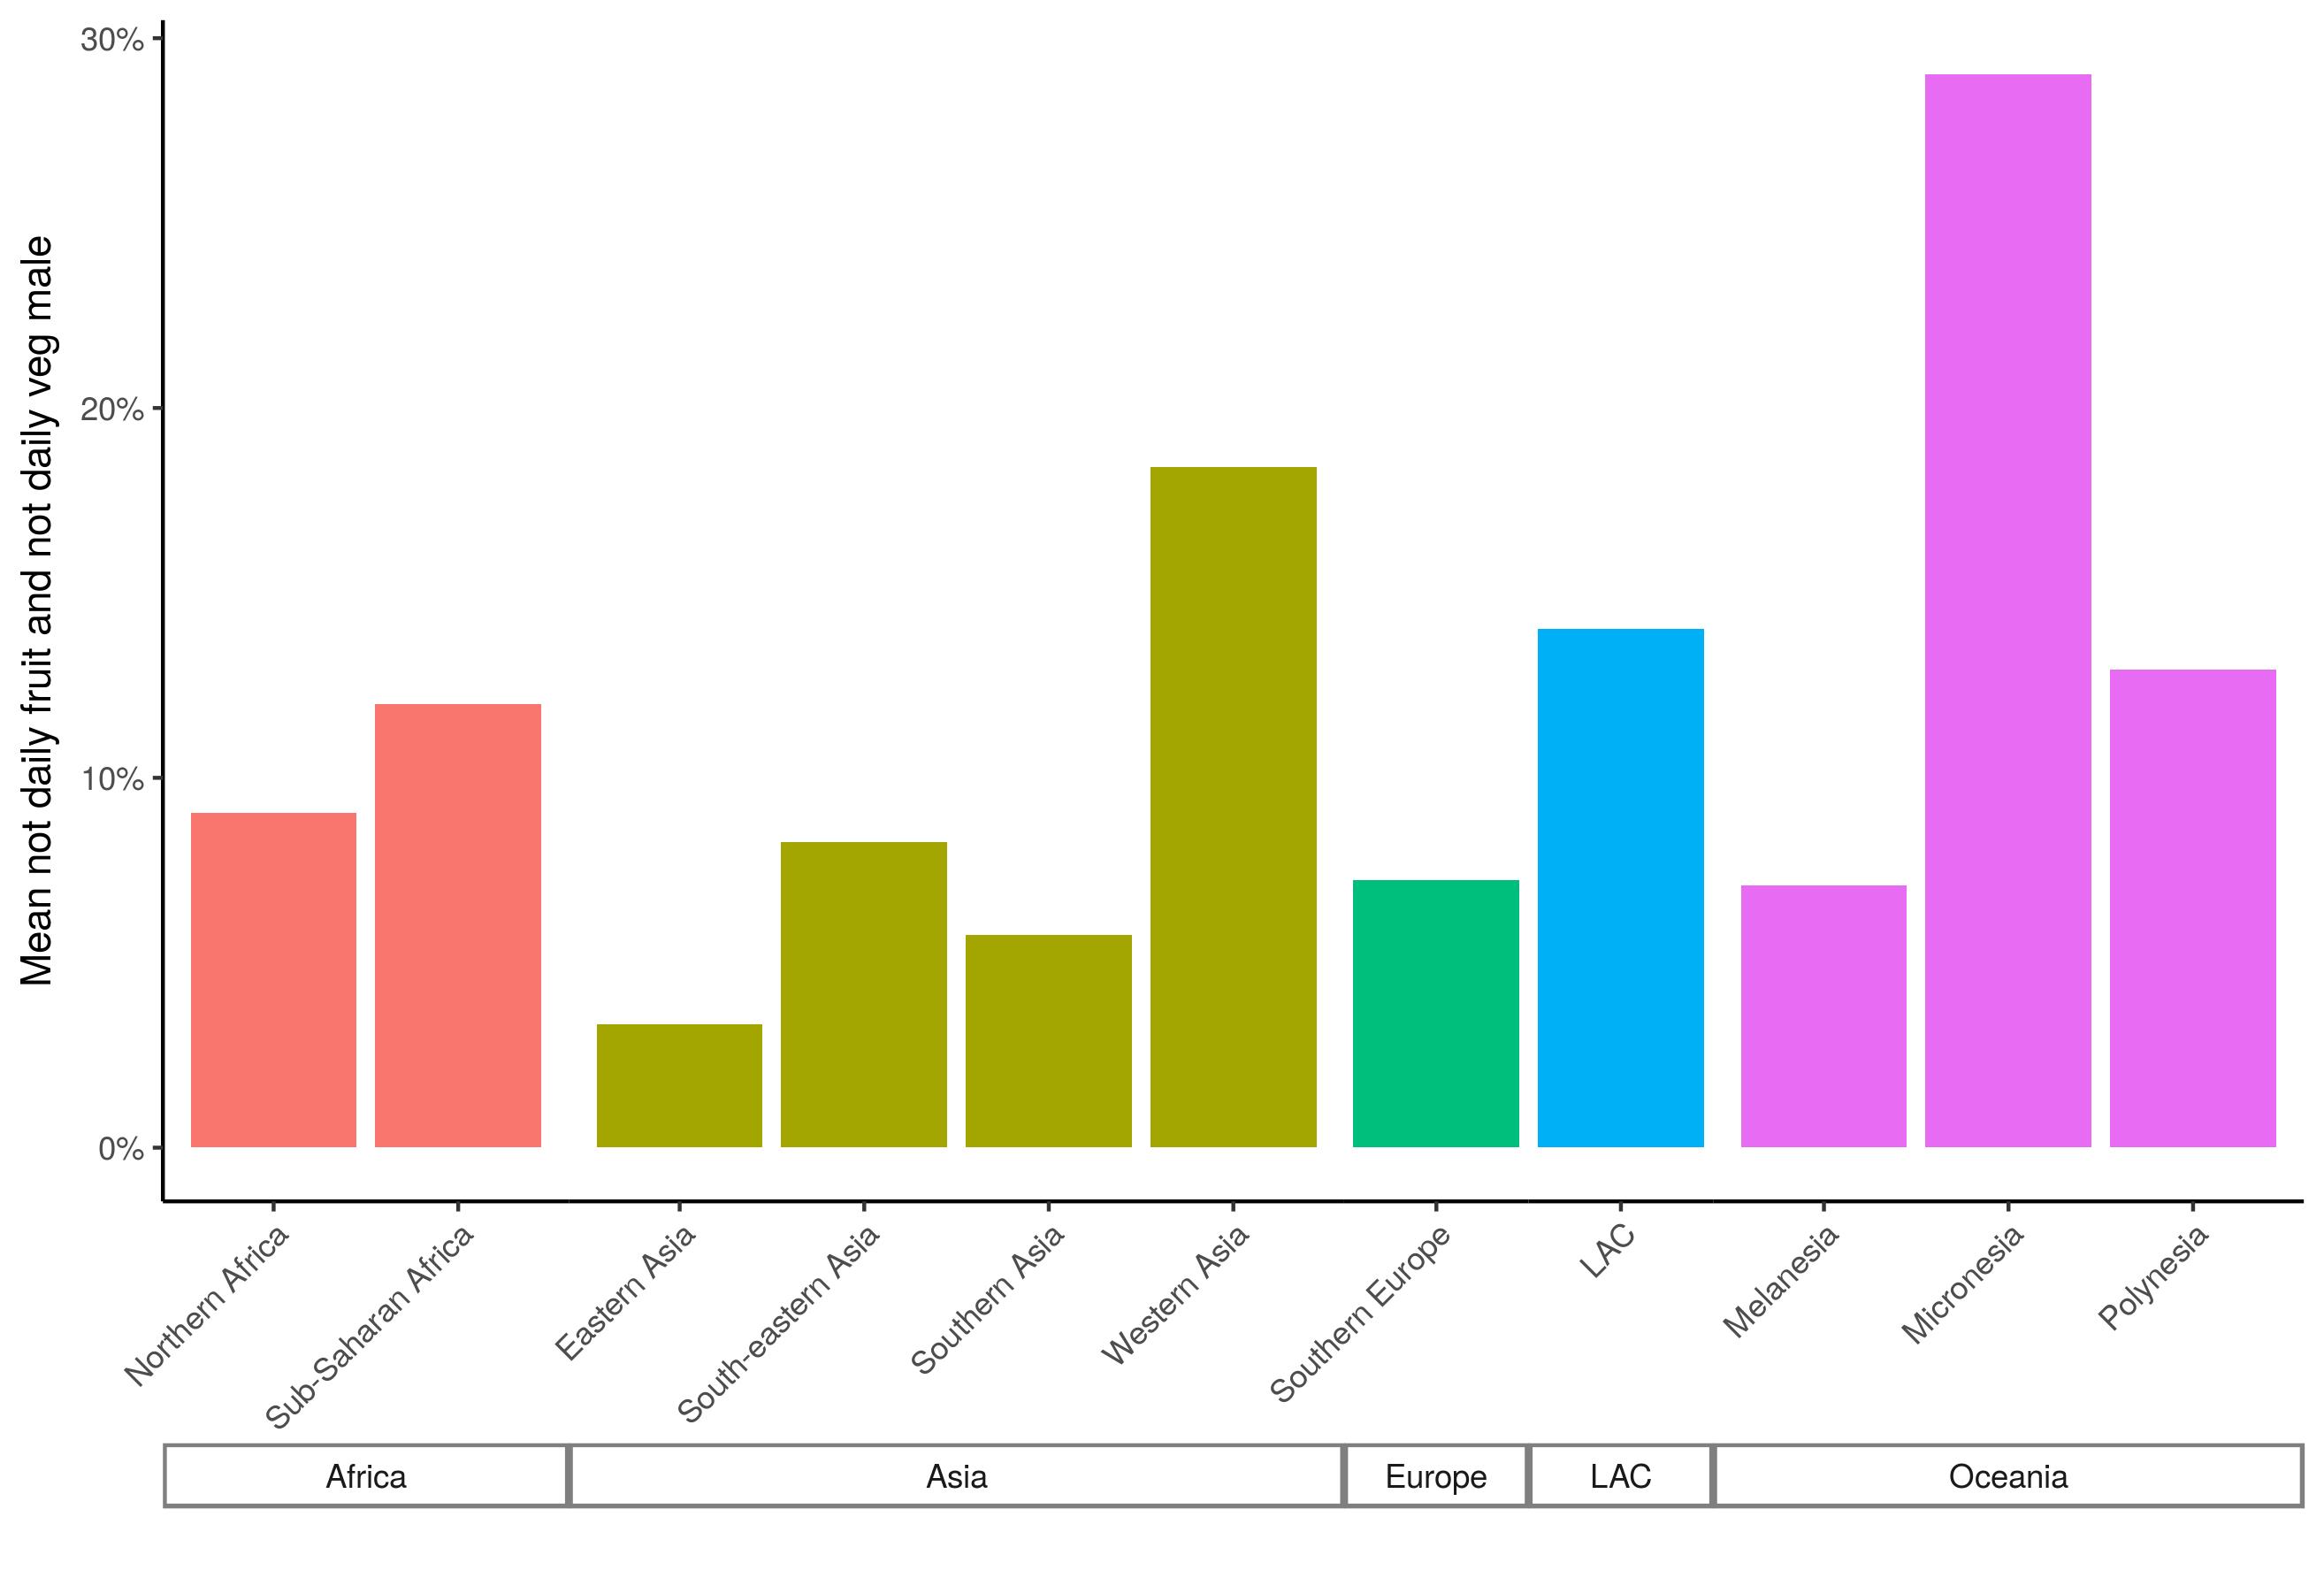 Mean not daily fruit and not daily veg male
30%
20%
10%
0%
Northern Africa
Sub-Saharan Africa
Eastern Asia
South-eastern Asia
Southern Asia
Western Asia
Southern Europe
LAC
Melanesia
Micronesia
Polynesia
Africa
Asia
Europe
LAC
Oceania